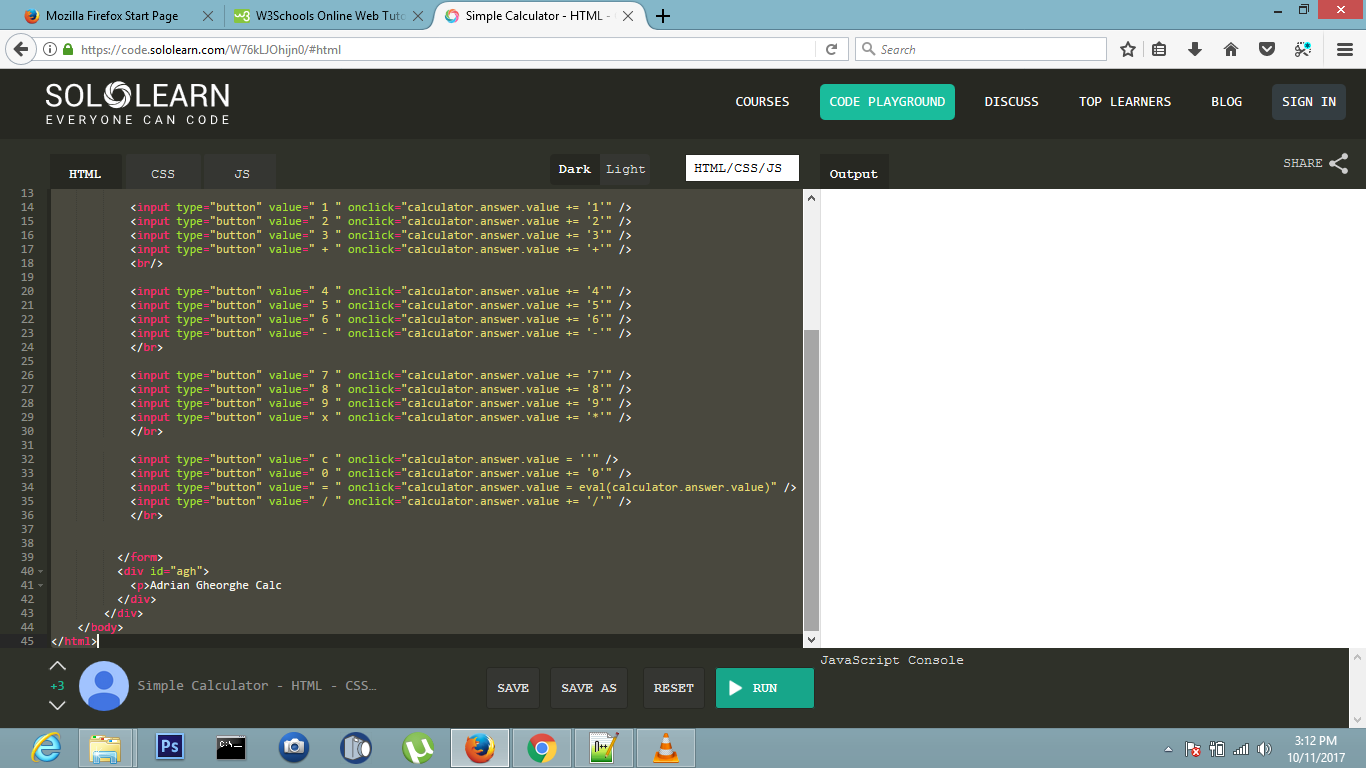 Mozilla Firefox Start Page
W3Schools Online Web Tuto
Simple Calculator - HTML -
https://code.sololearn.com/W76kLJOhijn0/#html
Search
SOLOLEARN
EVERYONE CAN CODE
COURSES
CODE PLAYGROUND
DISCUSS
TOP LEARNERS
BLOG
SIGN IN
HTML
CSS
JS
Dark
Light
HTML/CSS/JS
Output
SHARE
13
14 <input type="button" value=" 1 " onclick="calculator.answer.value += '1'" />
15 <input type="button" value=" 2 " onclick="calculator.answer.value += '2'" />
16 <input type="button" value=" 3 " onclick="calculator.answer.value += '3'" />
17 <input type="button" value=" + " onclick="calculator.answer.value += '+'" />
18 <br/>
19
20 <input type="button" value=" 4 " onclick="calculator.answer.value += '4'" />
21 <input type="button" value=" 5 " onclick="calculator.answer.value += '5'" />
22 <input type="button" value=" 6 " onclick="calculator.answer.value += '6'" />
23 <input type="button" value=" - " onclick="calculator.answer.value += '-'" />
24 </br>
25
26 <input type="button" value=" 7 " onclick="calculator.answer.value += '7'" />
27 <input type="button" value=" 8 " onclick="calculator.answer.value += '8'" />
28 <input type="button" value=" 9 " onclick="calculator.answer.value += '9'" />
29 <input type="button" value=" x " onclick="calculator.answer.value += '*'" />
30 </br>
31
32 <input type="button" value=" c " onclick="calculator.answer.value = ''" />
33 <input type="button" value=" 0 " onclick="calculator.answer.value += '0'" />
34 <input type="button" value=" = " onclick="calculator.answer.value = eval(calculator.answer.value)" />
35 <input type="button" value=" / " onclick="calculator.answer.value += '/'" />
36 </br>
37
38
39 </form>
40 <div id="agh">
41 <p>Adrian Gheorghe Calc
42 </div>
43 </div>
44 </body>
45 </html>
+3
Simple Calculator - HTML - CSS…
SAVE
SAVE AS
RESET
RUN
JavaScript Console
Ps
3:12 PM
10/11/2017